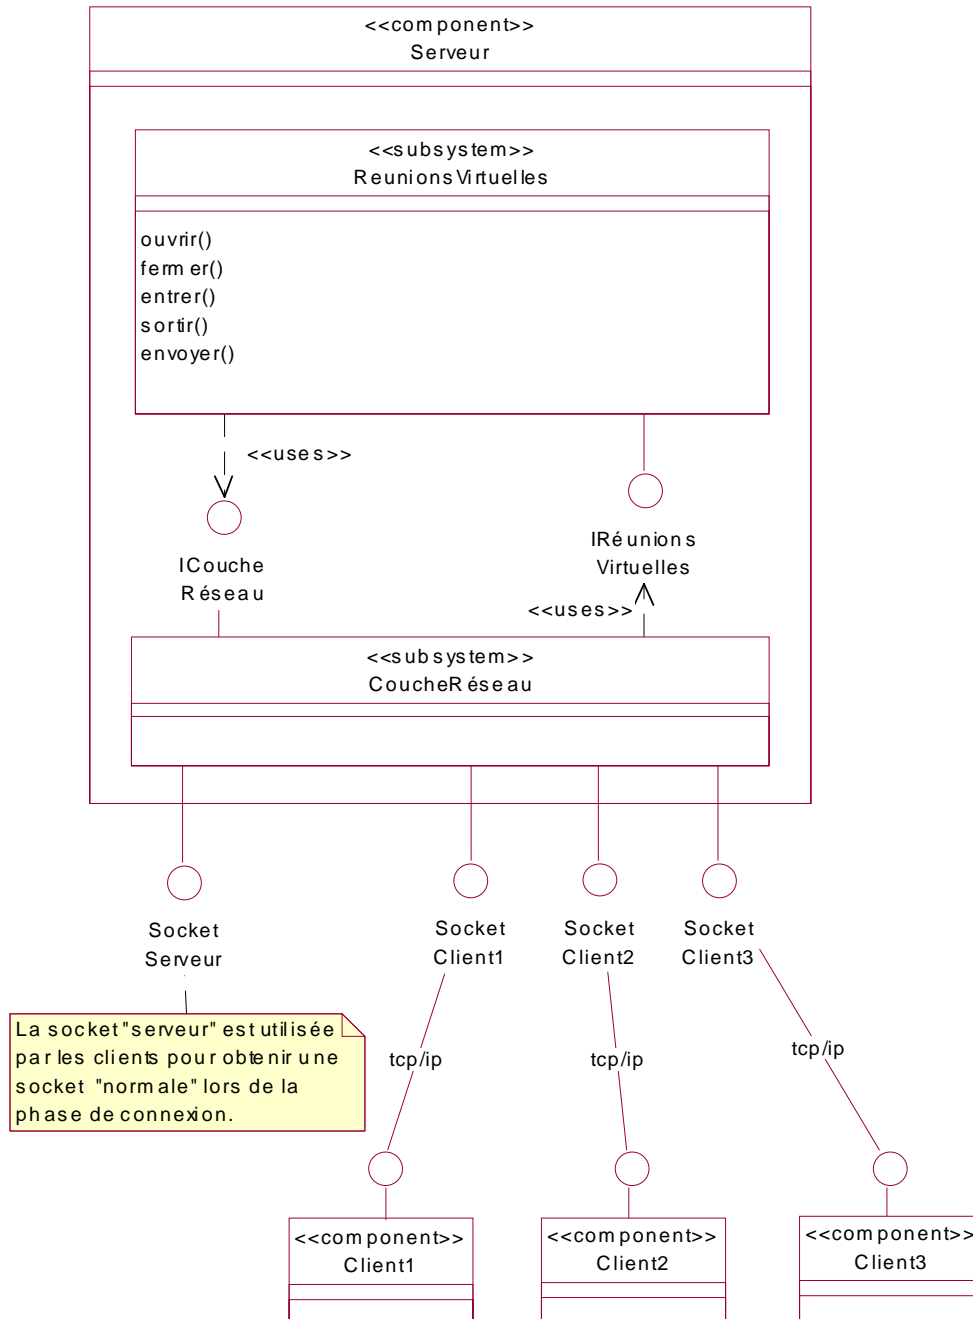 <<component>>
Serveur
<<subsystem>>
ReunionsVirtuelles
ouvrir()
fermer()
entrer()
sortir()
envoyer()
<<uses>>
ICouche
Réseau
IRéunions
Virtuelles
<<uses>>
<<subsystem>>
CoucheRéseau
Socket
Serveur
Socket
Client1
Socket
Client2
Socket
Client3
La socket "serveur" est utilisée
par les clients pour obtenir une
socket "normale" lors de la
phase de connexion.
tcp/ip
tcp/ip
tcp/ip
<<component>>
Client1
<<component>>
Client2
<<component>>
Client3